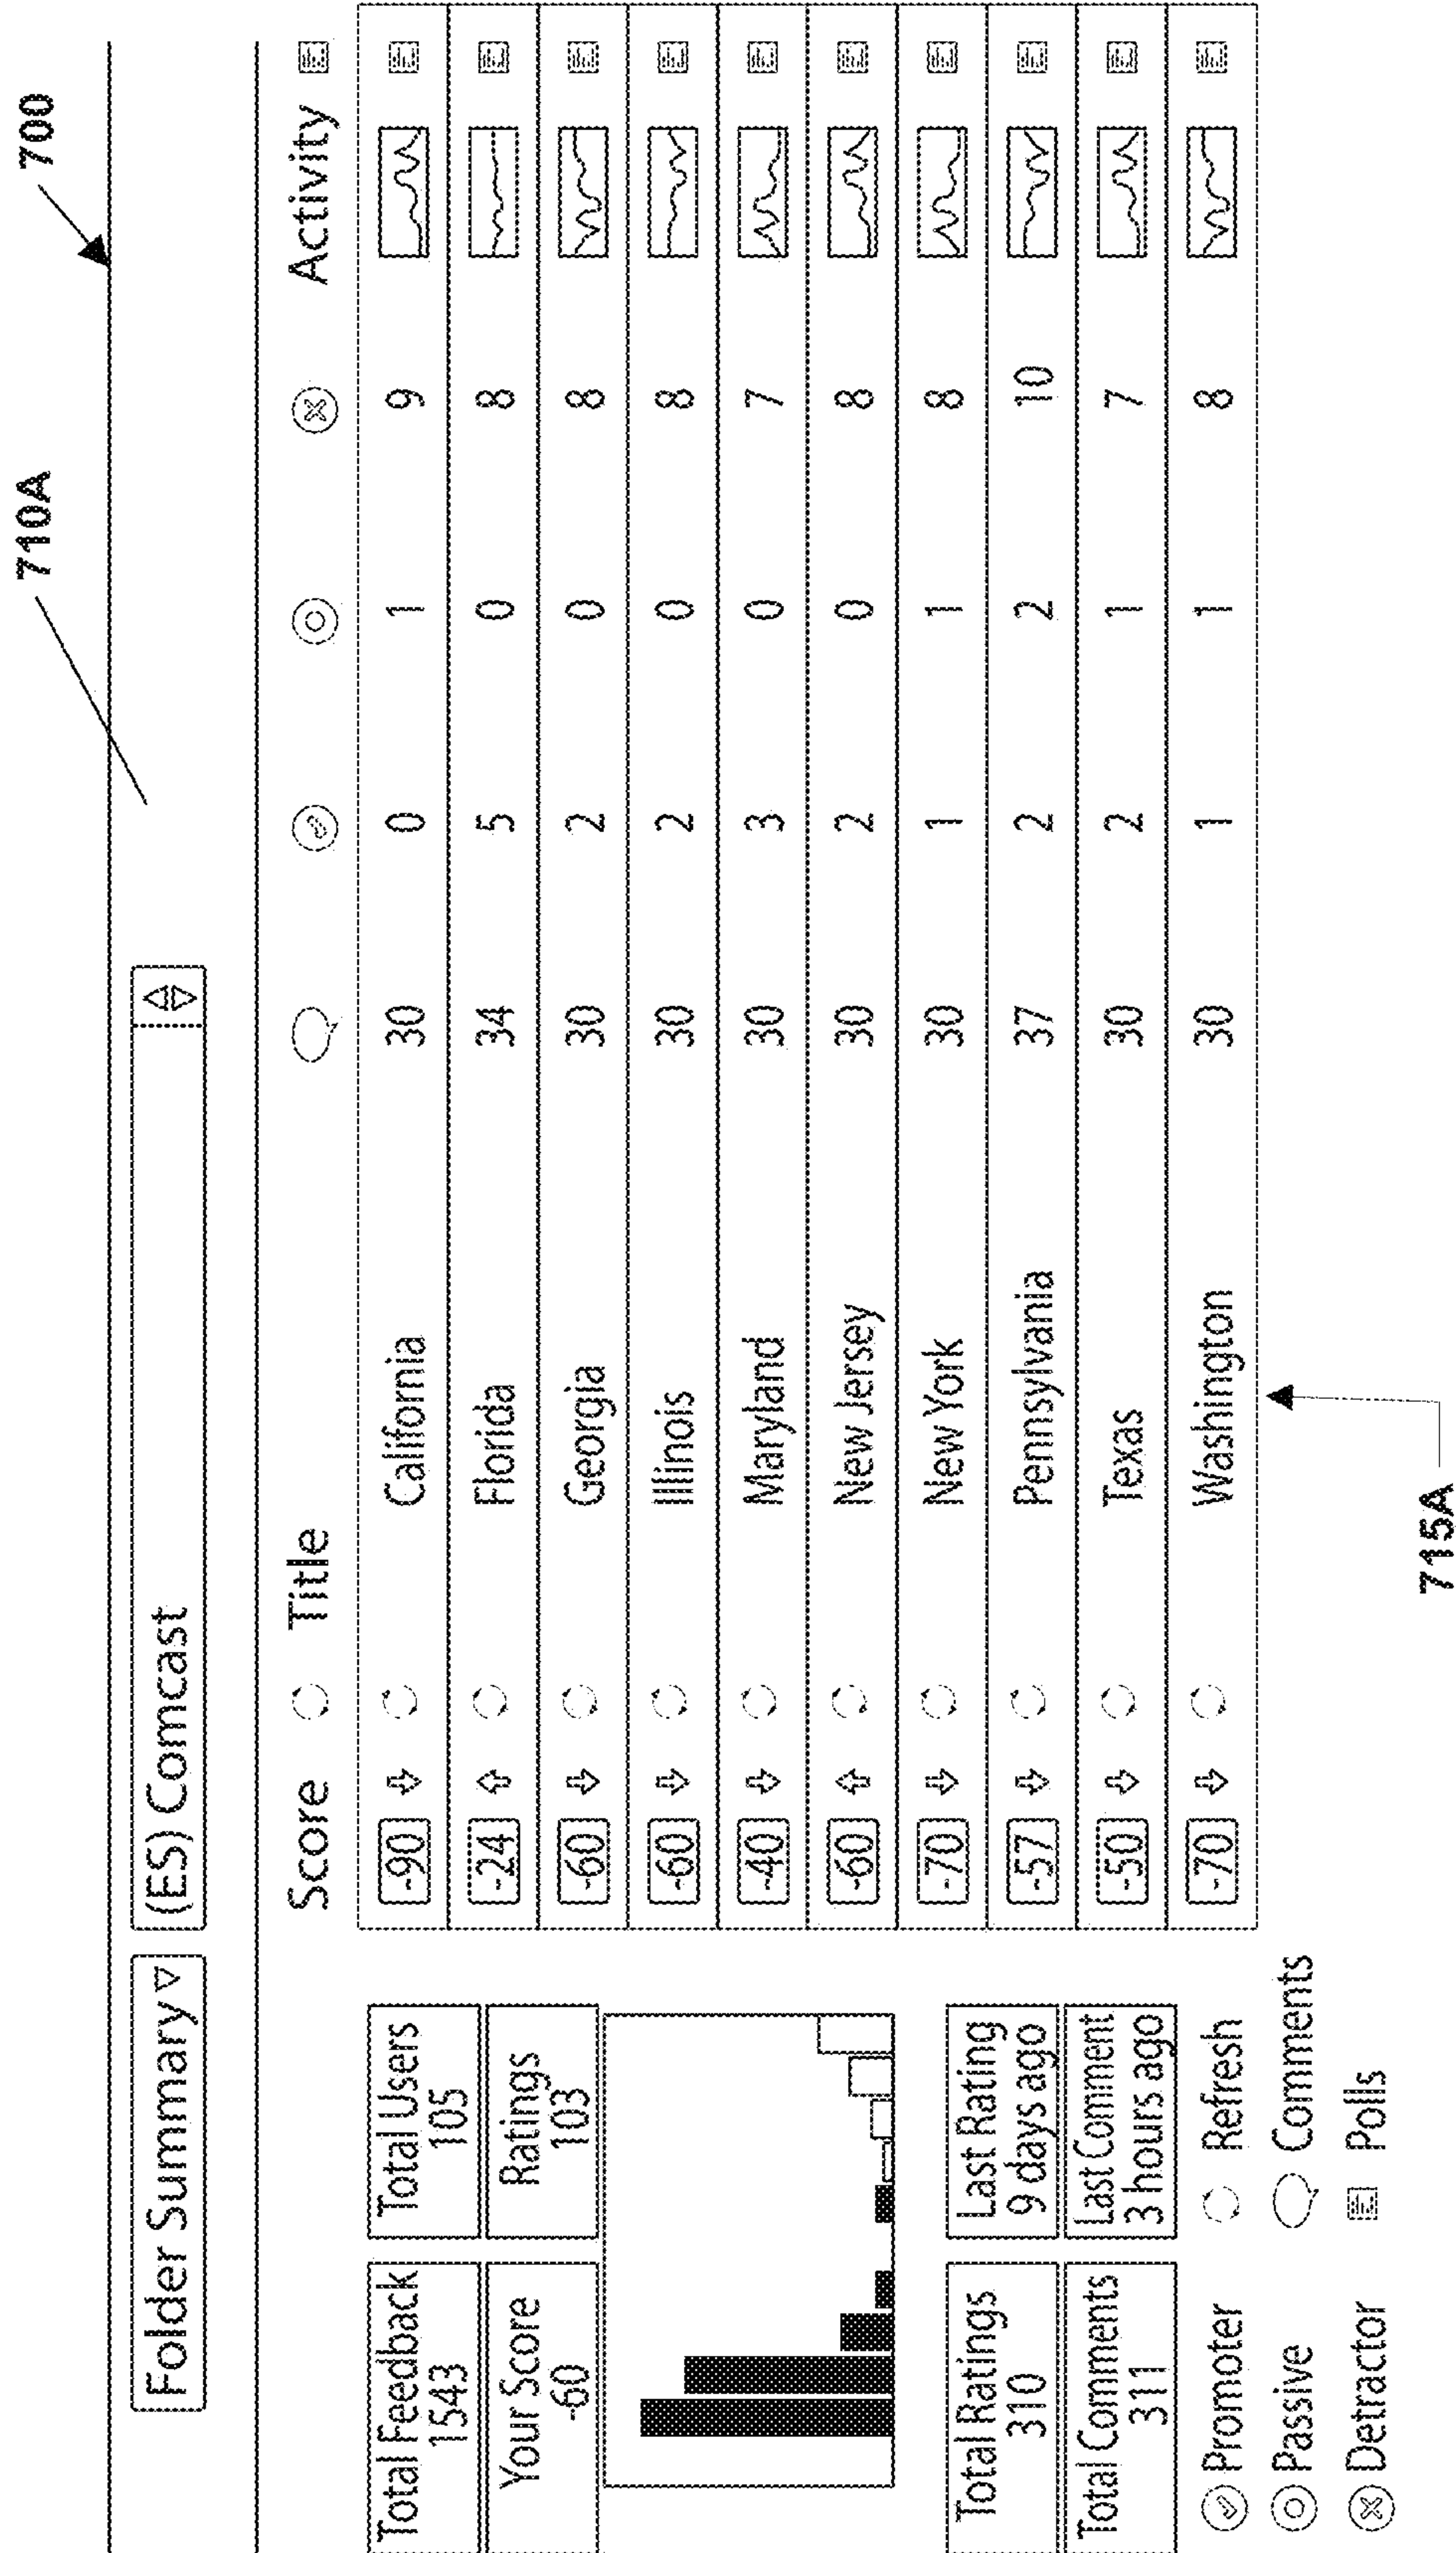 700
710A
Folder Summary (ES) Comcast
Score Title Activity
-90 California 30 0 1 9
-24 Florida 34 5 0 8
-60 Georgia 30 2 0 8
-60 Illinois 30 2 0 8
-40 Maryland 30 3 0 7
-60 New Jersey 30 2 0 8
-70 New York 30 1 1 8
-57 Pennsylvania 37 2 2 10
-50 Texas 30 2 1 7
-70 Washington 30 1 1 8
715A
Total Feedback Total Users
1543 105
Your Score Ratings
-60 103
Total Ratings Last Rating
310 9 days ago
Total Comments Last Comment
311 3 hours ago
Promoter Refresh
Passive Comments
Detractor Polls